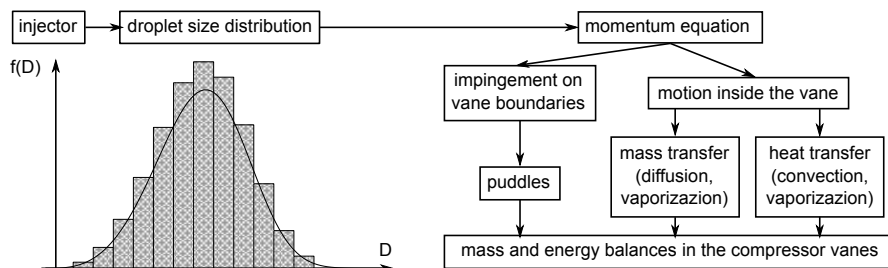 injector
droplet size distribution
momentum equation
f(D)
impingement on
vane boundaries
motion inside the vane
mass transfer
(diffusion,
vaporizazion)
heat transfer
(convection,
vaporizazion)
puddles
D
mass and energy balances in the compressor vanes